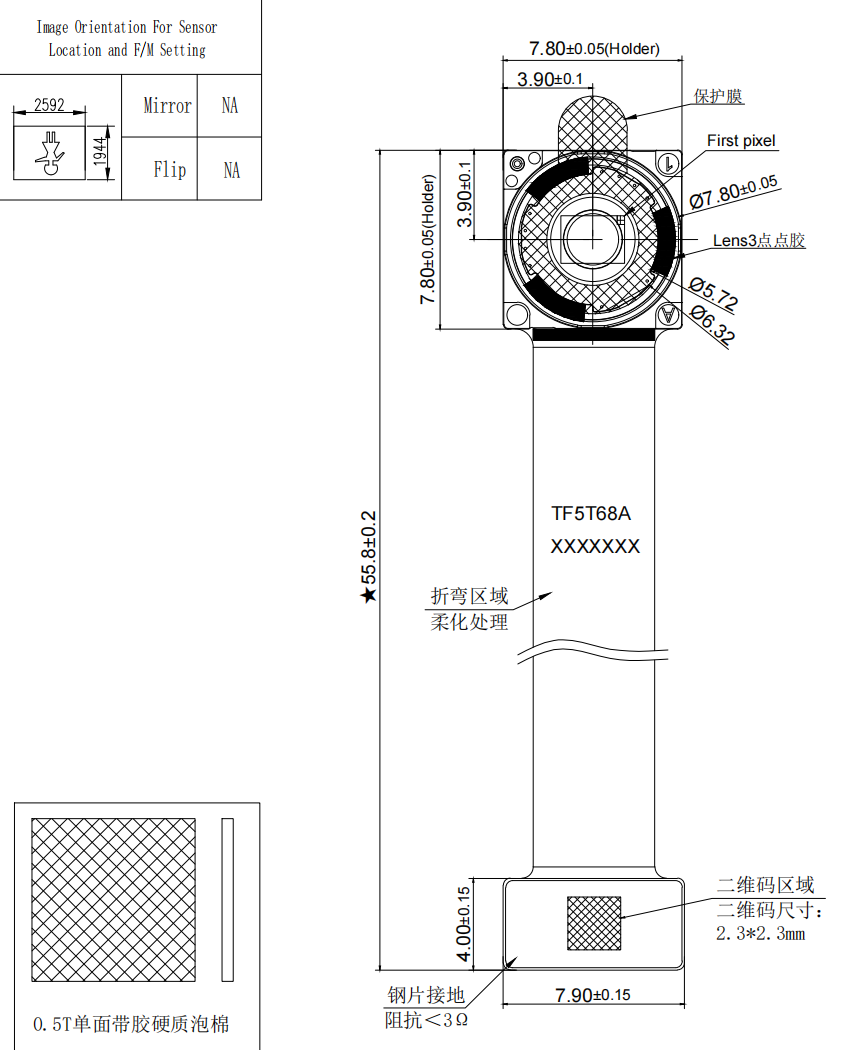 Image Orientation For Sensor
Location and F/M Setting
2592
1944
Mirror NA
Flip NA
7.80±0.05(Holder)
3.90±0.1
保护膜
First pixel
1
3.90±0.1
7.80±0.05(Holder)
Ø7.80±0.05
Lens3点点胶
Ø5.72
Ø6.32
A
TF5T68A
XXXXXXX
★55.8±0.2
折弯区域
柔化处理
二维码区域
二维码尺寸:
2.3*2.3mm
4.00±0.15
7.90±0.15
钢片接地
阻抗<3Ω
0.5T单面带胶硬质泡棉